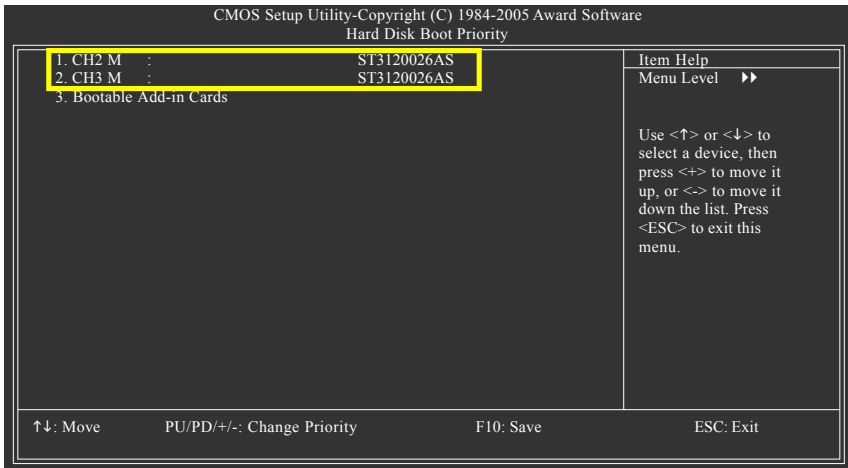 CMOS Setup Utility-Copyright (C) 1984-2005 Award Software
Hard Disk Boot Priority
1. CH2 M : ST3120026AS
2. CH3 M : ST3120026AS
3. Bootable Add-in Cards
Item Help
Menu Level ▶▶
Use <↑> or <↓> to
select a device, then
press <+> to move it
up, or <-> to move it
down the list. Press
<ESC> to exit this
menu.
↑↓: Move PU/PD/+/-: Change Priority F10: Save ESC: Exit